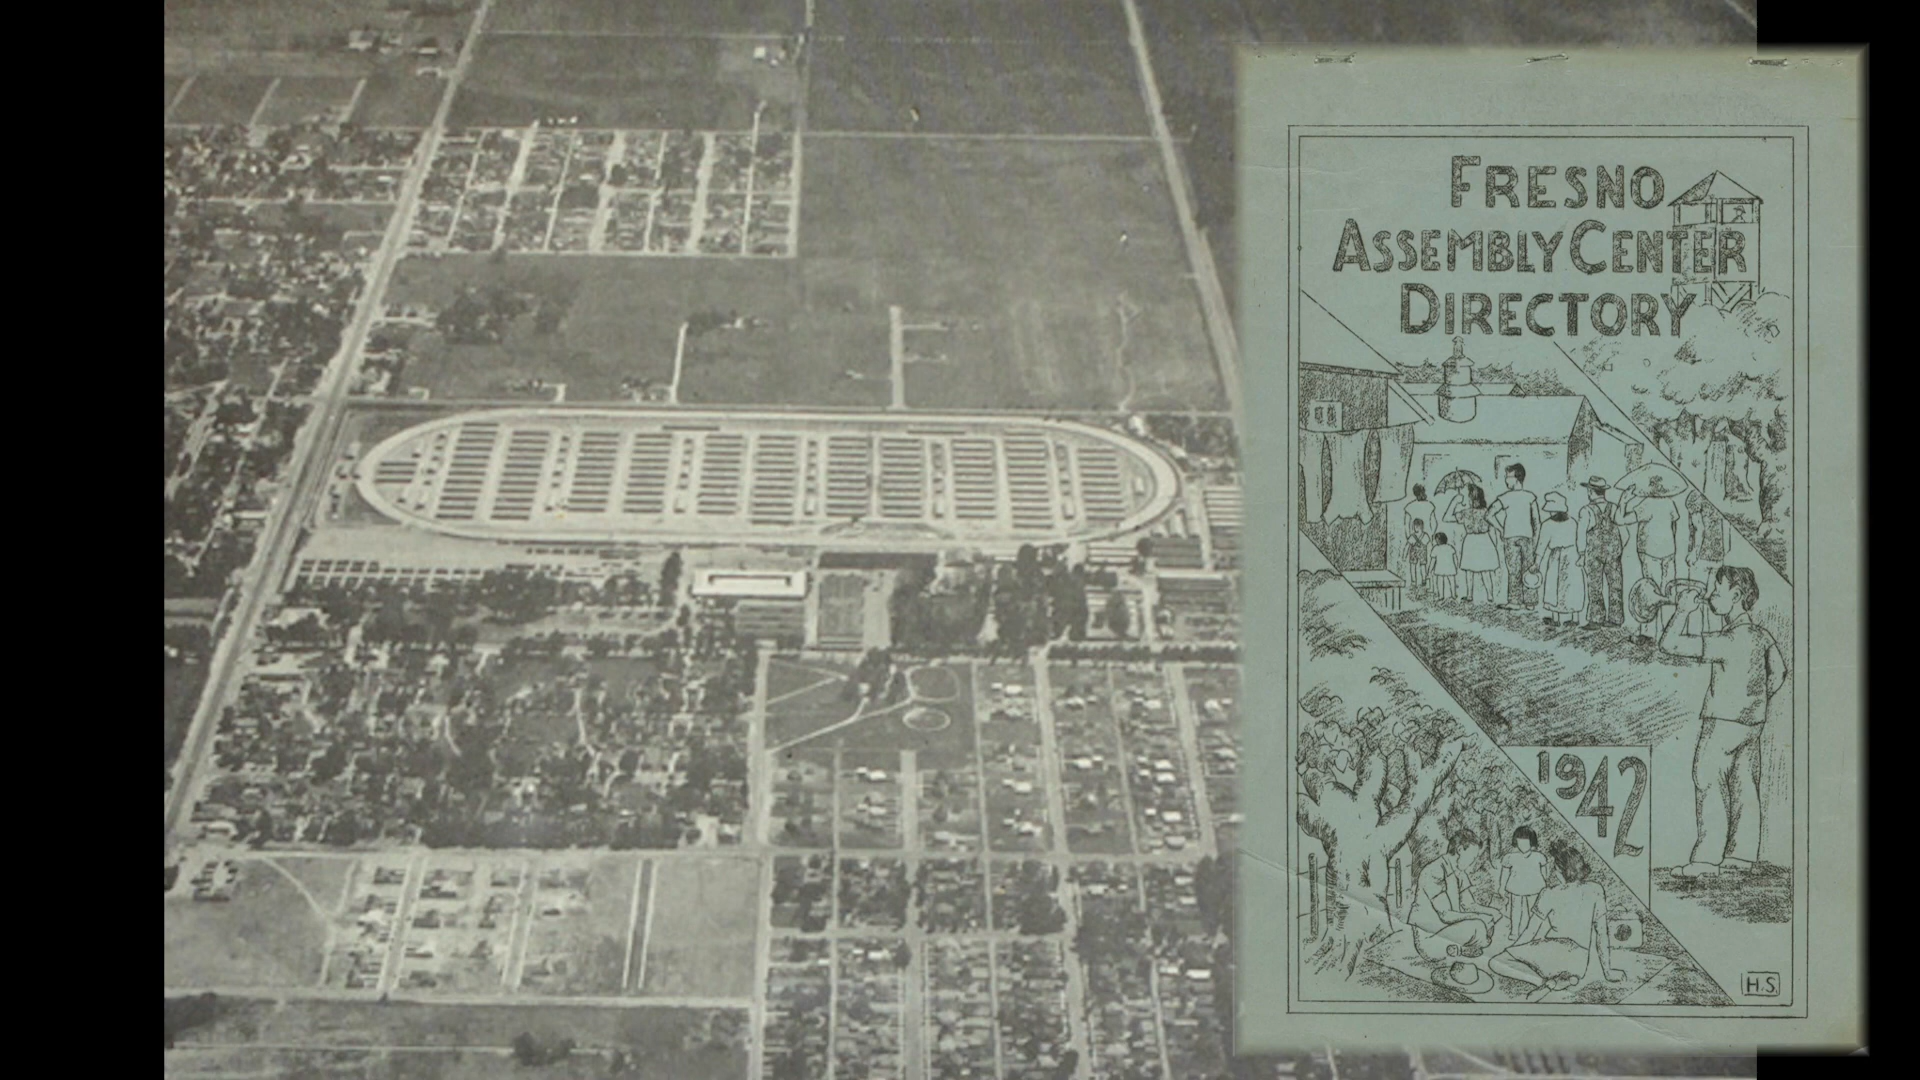 FRESNO
ASSEMBLY CENTER
DIRECTORY
1942
H.S